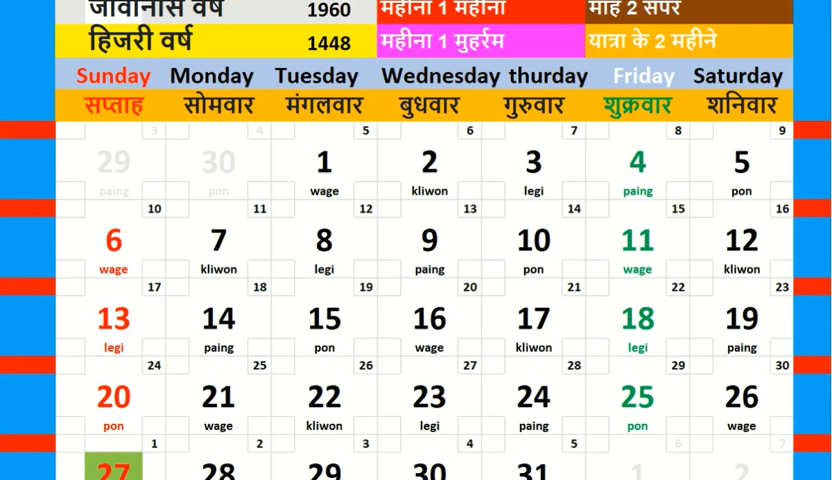 जावानीस वर्ष 1960 महीना 1 महीना माह 2 सपर
हिजरी वर्ष 1448 महीना 1 मुहर्रम यात्रा के 2 महीने
Sunday Monday Tuesday Wednesday thurday Friday Saturday
सप्ताह सोमवार मंगलवार बुधवार गुरुवार शुक्रवार शनिवार
3 4 5 6 7 8 9
29 30 1 2 3 4 5
paing pon wage kliwon legi paing pon
10 11 12 13 14 15 16
6 7 8 9 10 11 12
wage kliwon legi paing pon wage kliwon
17 18 19 20 21 22 23
13 14 15 16 17 18 19
legi paing pon wage kliwon legi paing
24 25 26 27 28 29 30
20 21 22 23 24 25 26
pon wage kliwon legi paing pon wage
1 2 3 4 5 6 7
27 28 29 30 31 1 2